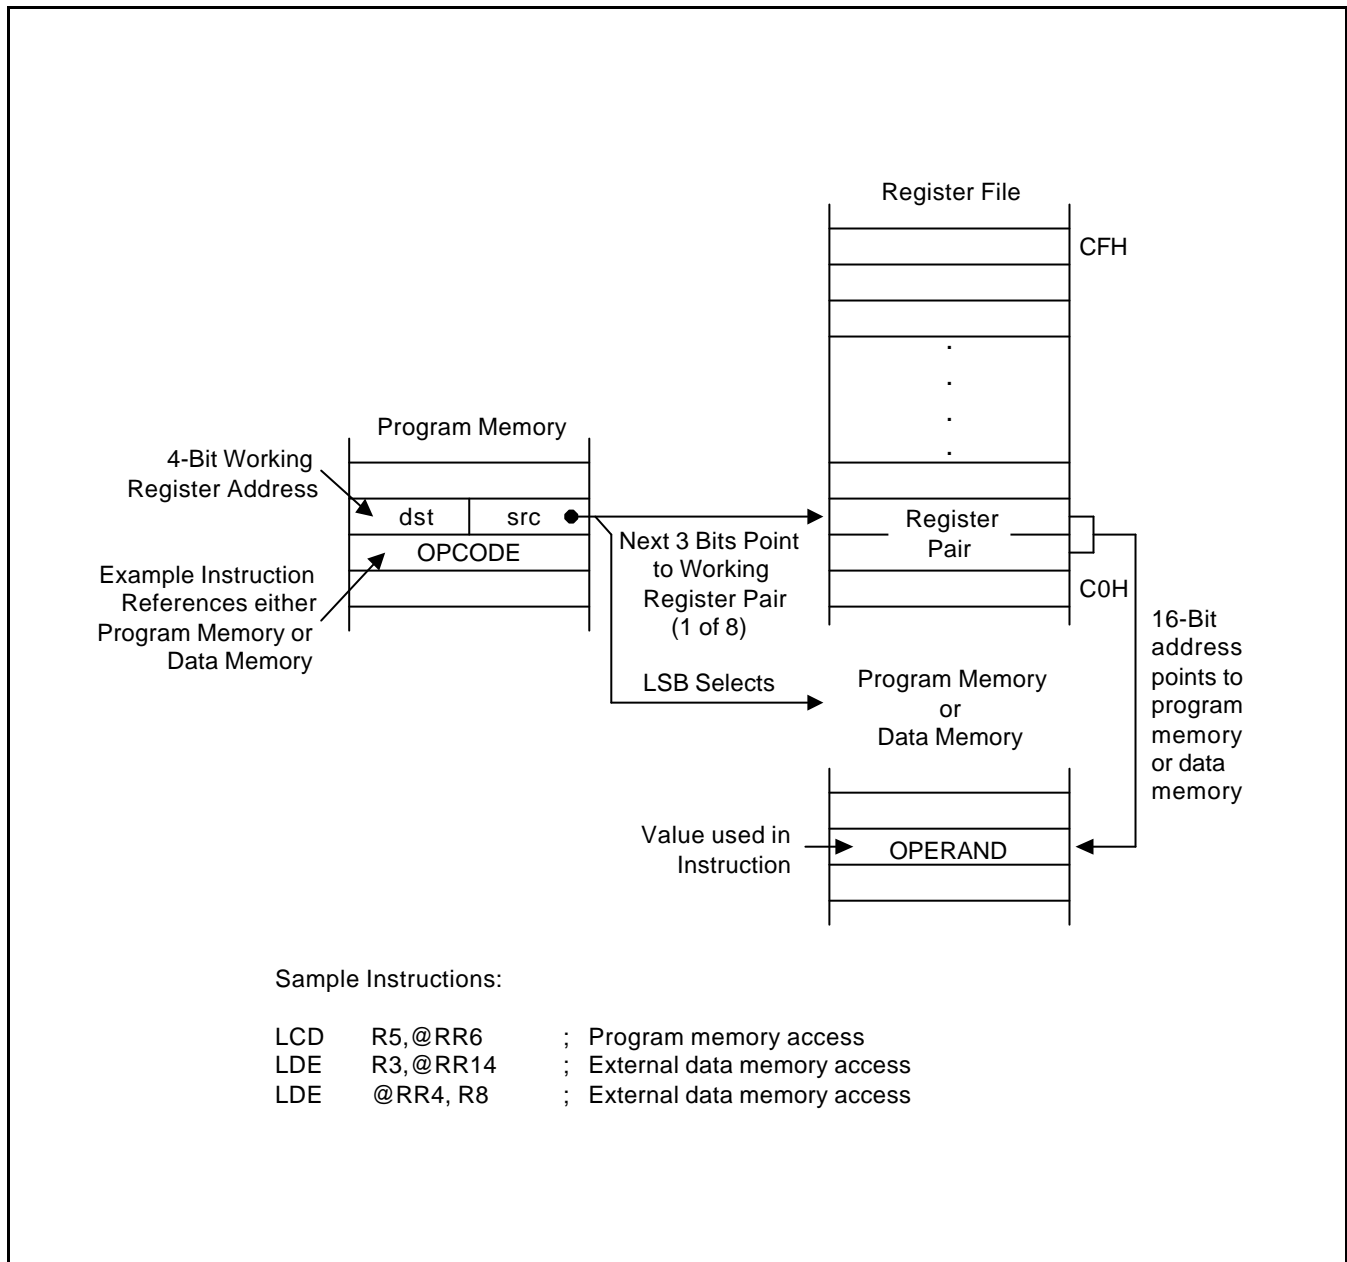 Register File
CFH
.
.
.
.
Program Memory
4-Bit Working
Register Address
dst src
OPCODE
Example Instruction
References either
Program Memory or
Data Memory
Next 3 Bits Point
to Working
Register Pair
(1 of 8)
LSB Selects
Register
Pair
C0H
16-Bit
address
points to
program
memory
or data
memory
Program Memory
or
Data Memory
Value used in
Instruction
OPERAND
Sample Instructions:
LCD R5,@RR6 ; Program memory access
LDE R3,@RR14 ; External data memory access
LDE @RR4, R8 ; External data memory access